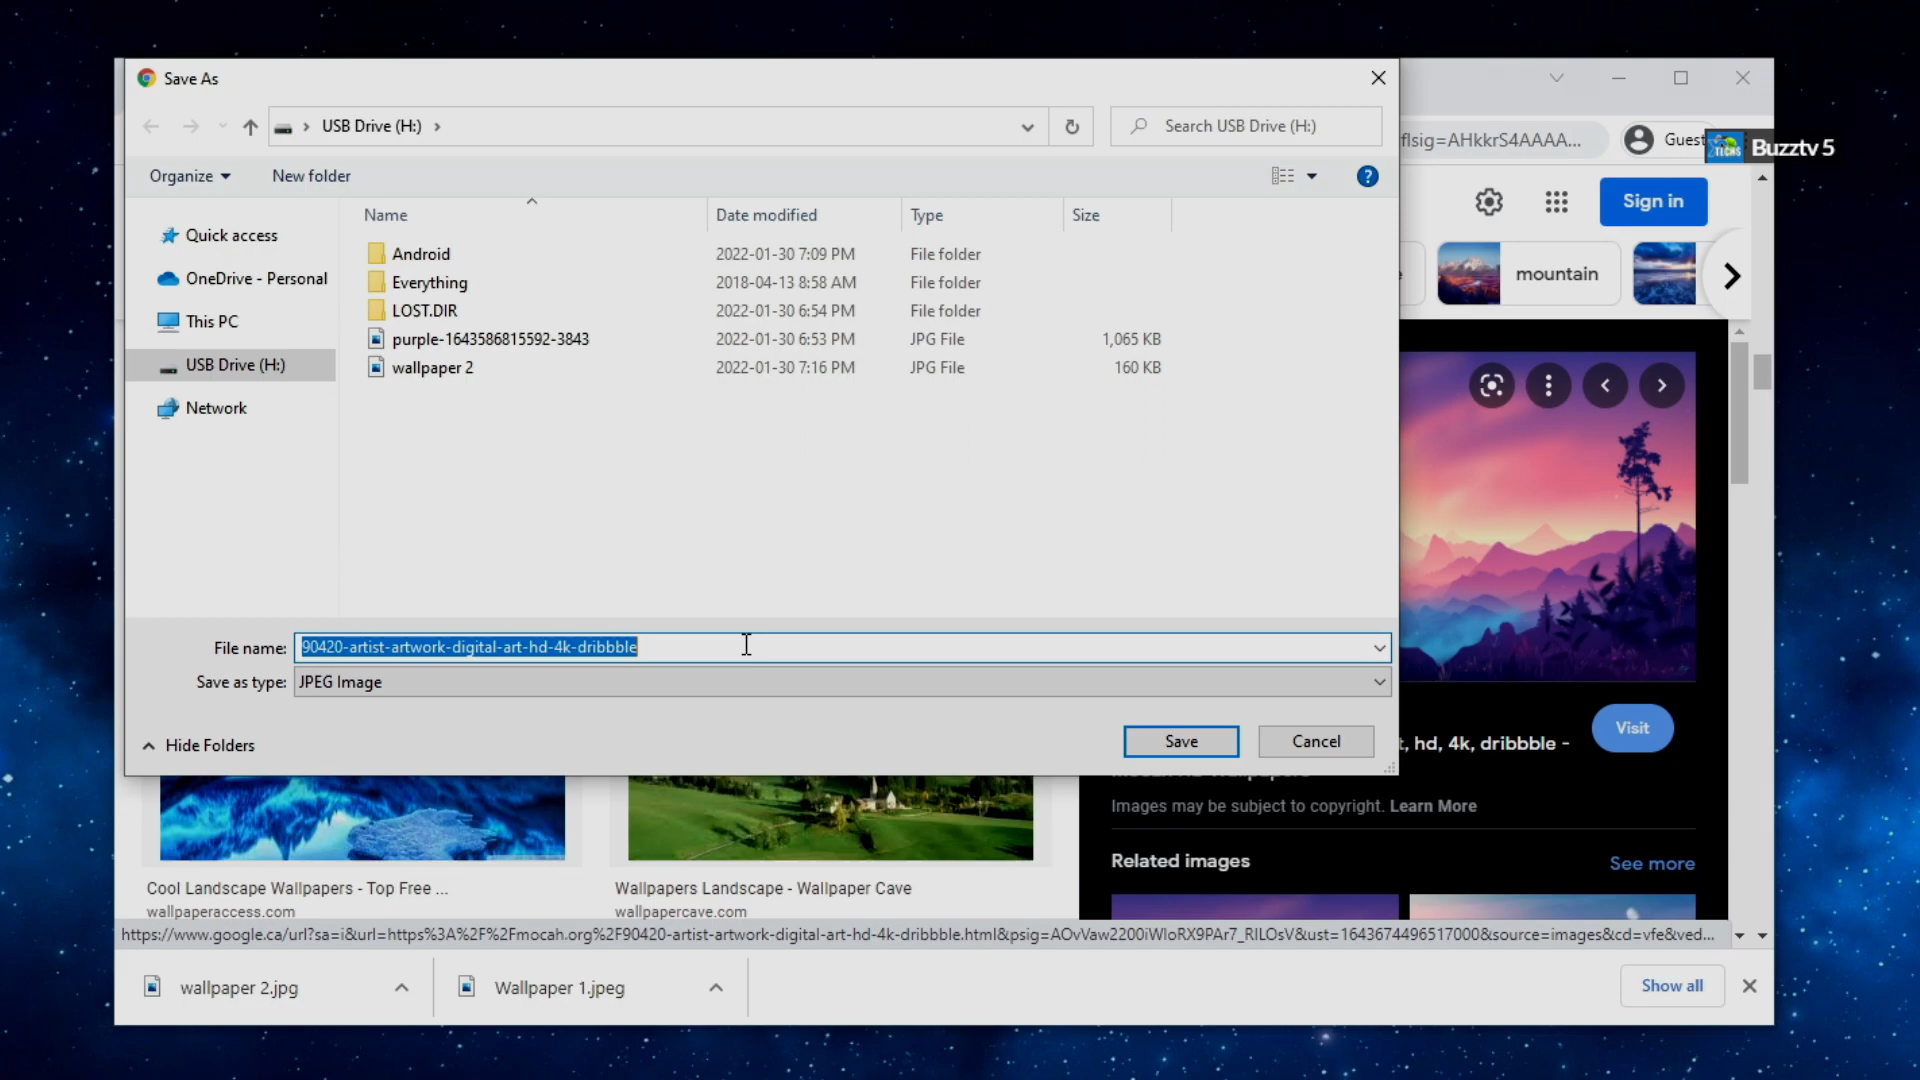 Save As
USB Drive (H:)
Search USB Drive (H:)
flsig=AHkkrS4AAAA...
Guest
TECHS
Buzztv 5
Organize
New folder
Sign in
Name
Date modified
Type
Size
Quick access
OneDrive - Personal
This PC
USB Drive (H:)
Network
Android
2022-01-30 7:09 PM
File folder
Everything
2018-04-13 8:58 AM
File folder
LOST.DIR
2022-01-30 6:54 PM
File folder
purple-1643586815592-3843
2022-01-30 6:53 PM
JPG File
1,065 KB
wallpaper 2
2022-01-30 7:16 PM
JPG File
160 KB
mountain
File name:
90420-artist-artwork-digital-art-hd-4k-dribbble
Save as type:
JPEG Image
Hide Folders
Save
Cancel
t, hd, 4k, dribbble -
Visit
Images may be subject to copyright. Learn More
Related images
See more
Cool Landscape Wallpapers - Top Free ...
wallpaperaccess.com
Wallpapers Landscape - Wallpaper Cave
wallpapercave.com
https://www.google.ca/url?sa=i&url=https%3A%2F%2Fmocah.org%2F90420-artist-artwork-digital-art-hd-4k-dribbble.html&psig=AOvVaw2200iWIoRX9PAr7_RILOsV&ust=1643674496517000&source=images&cd=vfe&ved...
wallpaper 2.jpg
Wallpaper 1.jpeg
Show all